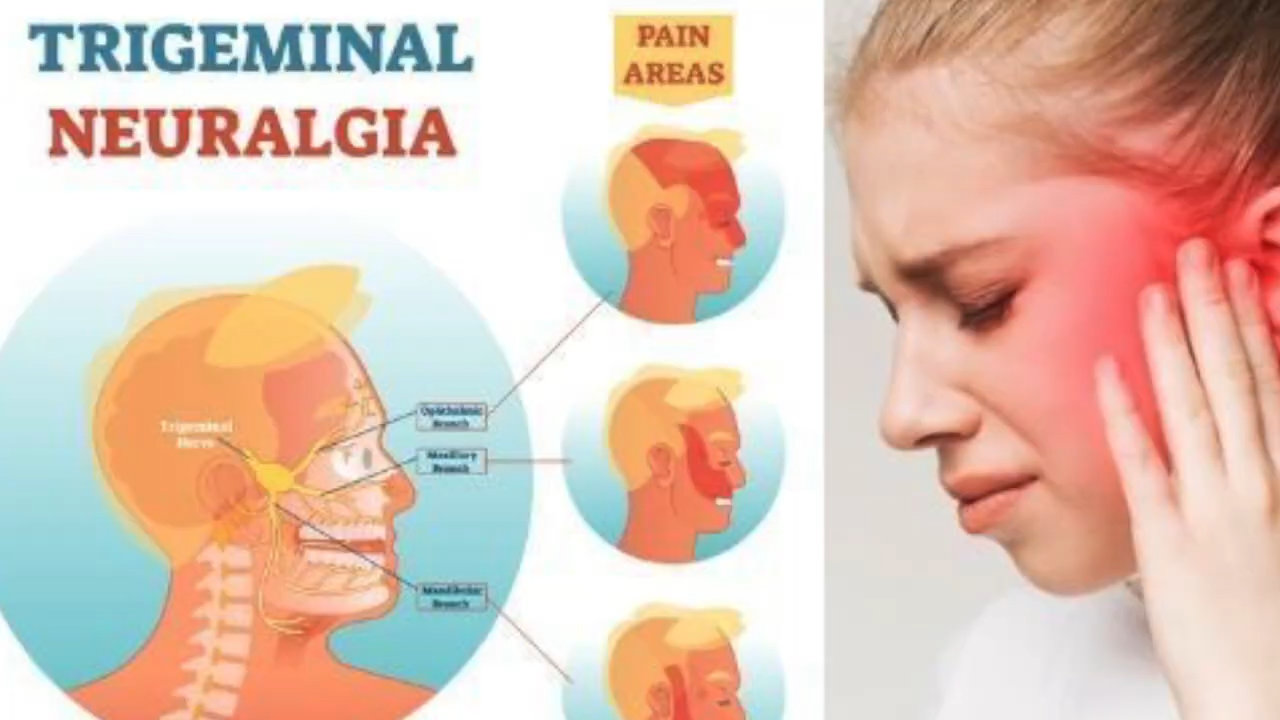 TRIGEMINAL
NEURALGIA
PAIN
AREAS
Trigeminal
Nerve
Ophthalmic
Branch
Maxillary
Branch
Mandibular
Branch